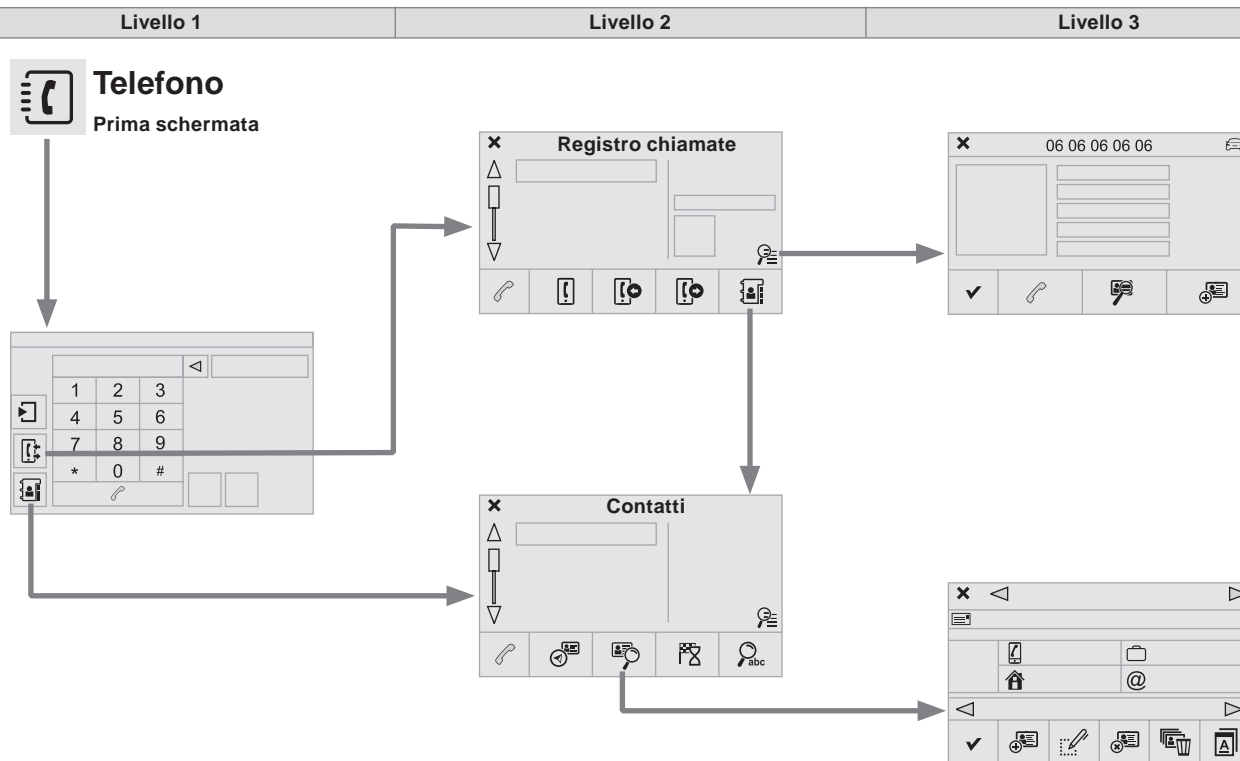 Livello 1
Livello 2
Livello 3
Telefono
Prima schermata
Registro chiamate
06 06 06 06 06
1 2 3
4 5 6
7 8 9
* 0 #
Contatti
abc
@
A